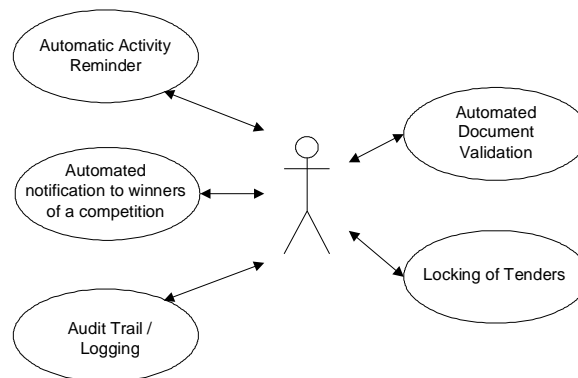 Automatic Activity
Reminder
Automated
notification to winners
of a competition
Audit Trail /
Logging
Automated
Document
Validation
Locking of Tenders